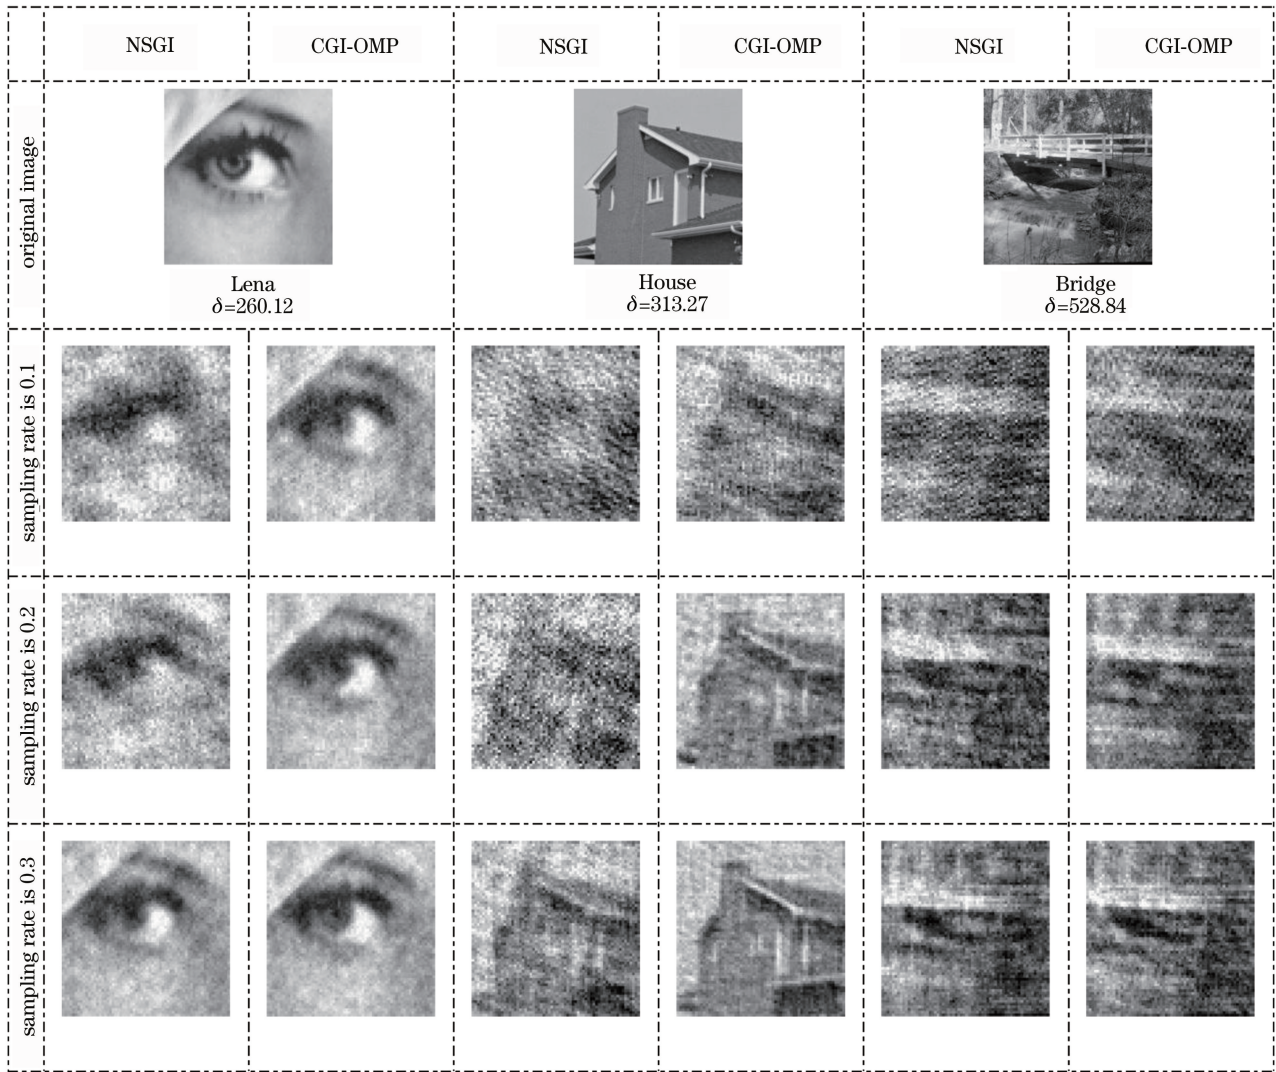 NSGI CGI-OMP NSGI CGI-OMP NSGI CGI-OMP
original image
Lena House Bridge
δ=260.12 δ=313.27 δ=528.84
sampling rate is 0.1
sampling rate is 0.2
sampling rate is 0.3